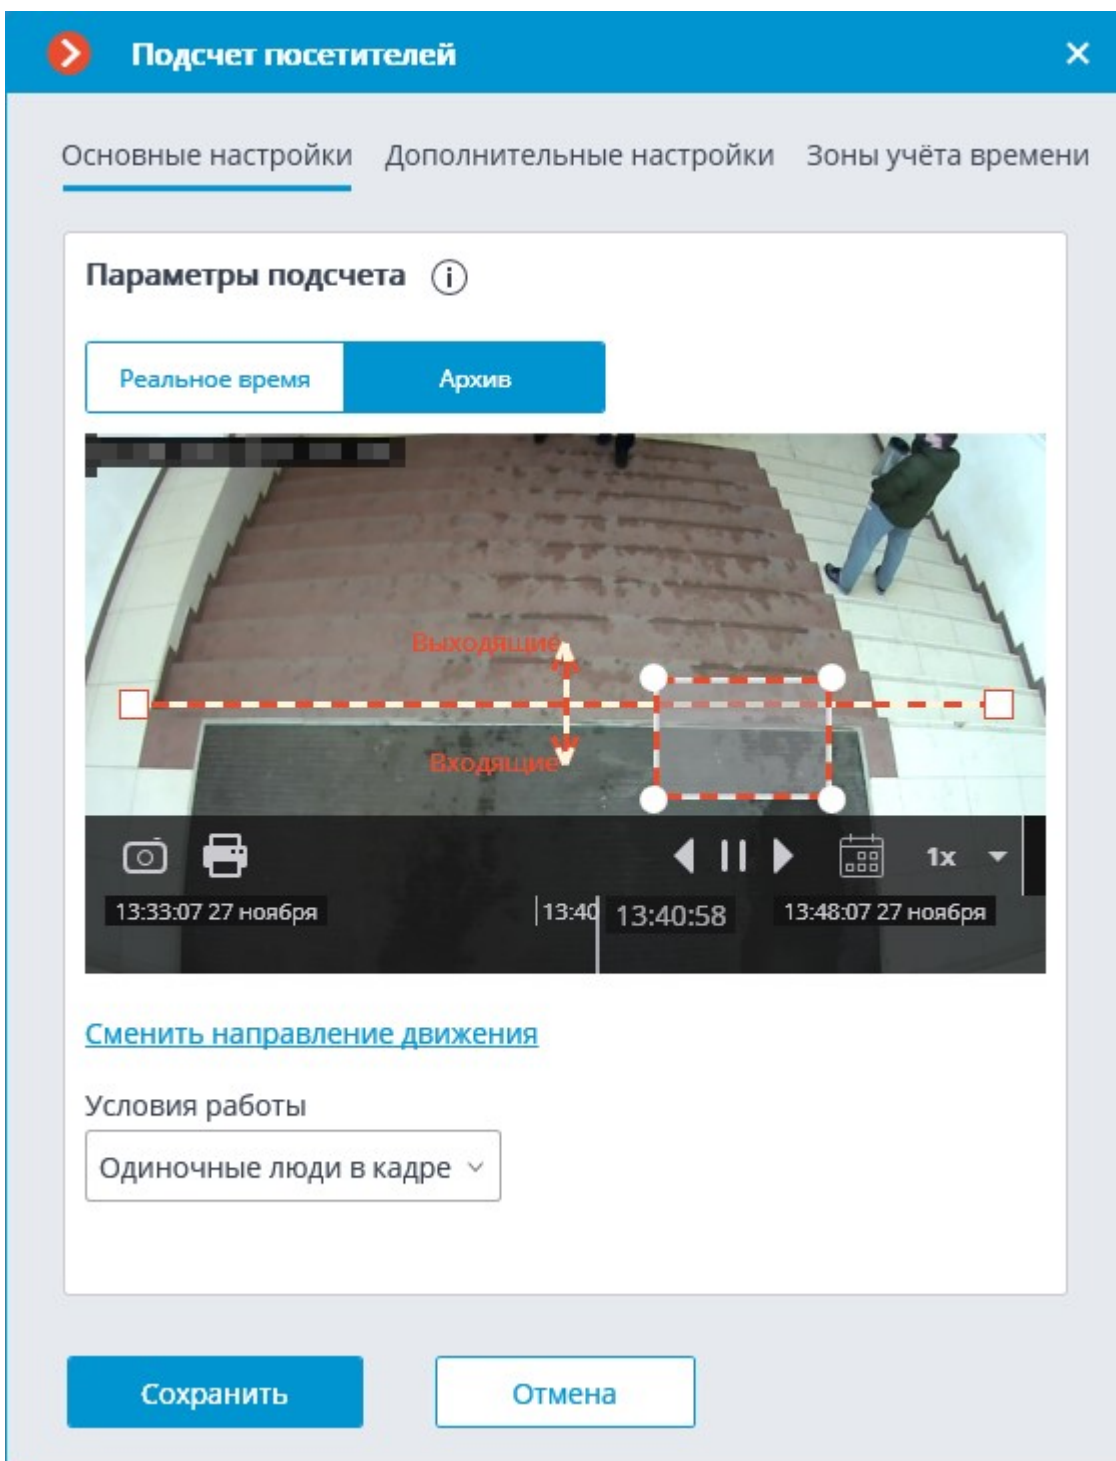 Подсчет посетителей
Основные настройки Дополнительные настройки Зоны учёта времени
Параметры подсчета
Реальное время Архив
Выходящие
Входящие
1x
13:33:07 27 ноября 13:40 13:40:58 13:48:07 27 ноября
Сменить направление движения
Условия работы
Одиночные люди в кадре
Сохранить Отмена